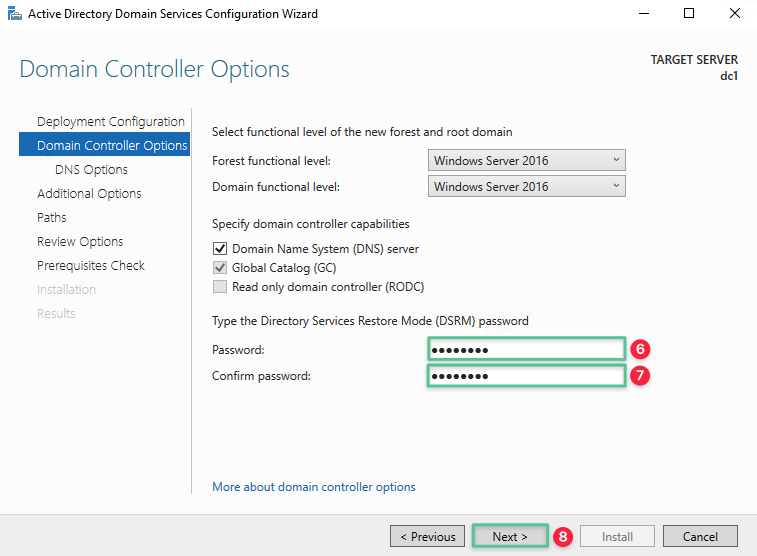 Active Directory Domain Services Configuration Wizard
Domain Controller Options
TARGET SERVER
dc1
Deployment Configuration
Domain Controller Options
DNS Options
Additional Options
Paths
Review Options
Prerequisites Check
Installation
Results
Select functional level of the new forest and root domain
Forest functional level: Windows Server 2016
Domain functional level: Windows Server 2016
Specify domain controller capabilities
Domain Name System (DNS) server
Global Catalog (GC)
Read only domain controller (RODC)
Type the Directory Services Restore Mode (DSRM) password
Password: ●●●●●●●● 6
Confirm password: ●●●●●●●● 7
More about domain controller options
< Previous Next > 8 Install Cancel